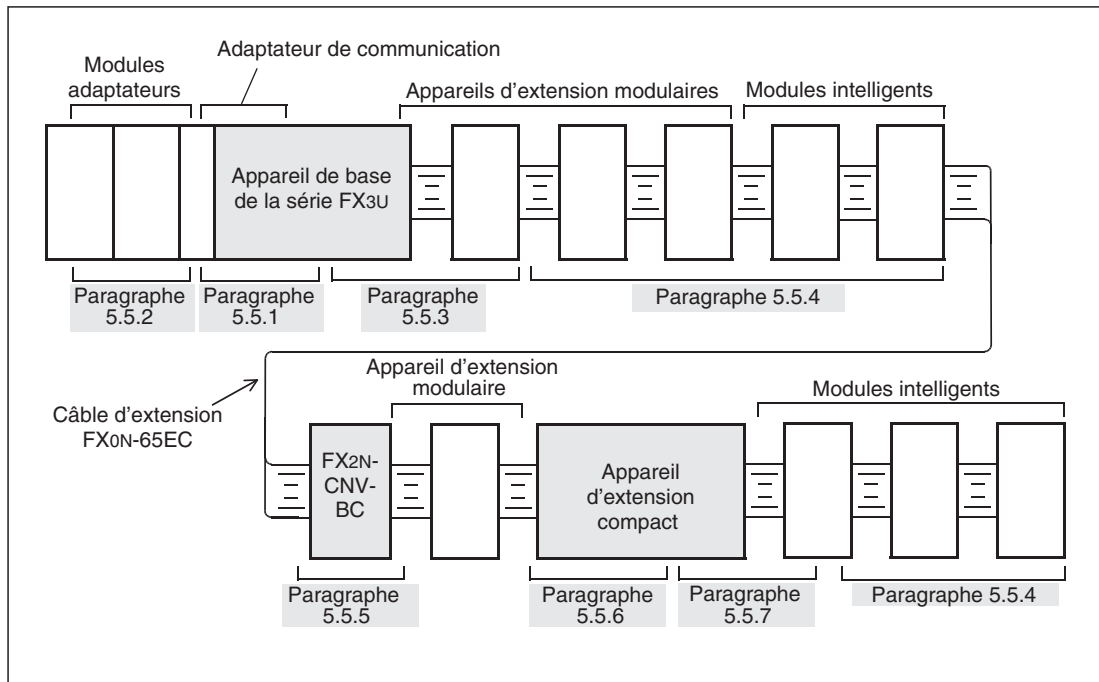 Adaptateur de communication
Modules
adaptateurs
Appareils d'extension modulaires
Modules intelligents
Appareil de base
de la série FX3U
Paragraphe
5.5.2
Paragraphe
5.5.1
Paragraphe
5.5.3
Paragraphe 5.5.4
Appareil d'extension
modulaire
Modules intelligents
Câble d'extension
FX0N-65EC
FX2N-
CNV-
BC
Appareil
d'extension
compact
Paragraphe
5.5.5
Paragraphe
5.5.6
Paragraphe
5.5.7
Paragraphe 5.5.4